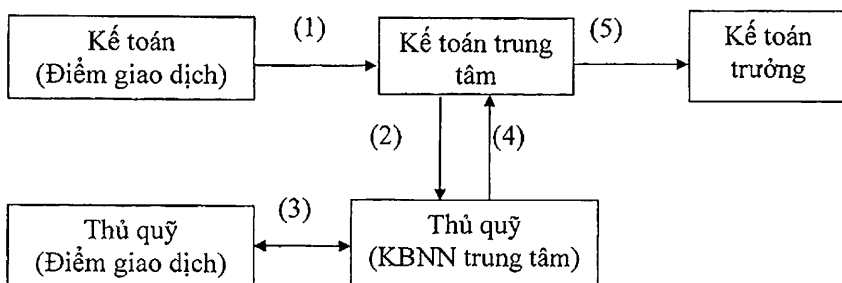 Kế toán
(Điểm giao dịch)
(1)
Kế toán trung
tâm
(5)
Kế toán
trưởng
(2)
(4)
Thủ quỹ
(Điểm giao dịch)
(3)
Thủ quỹ
(KBNN trung tâm)